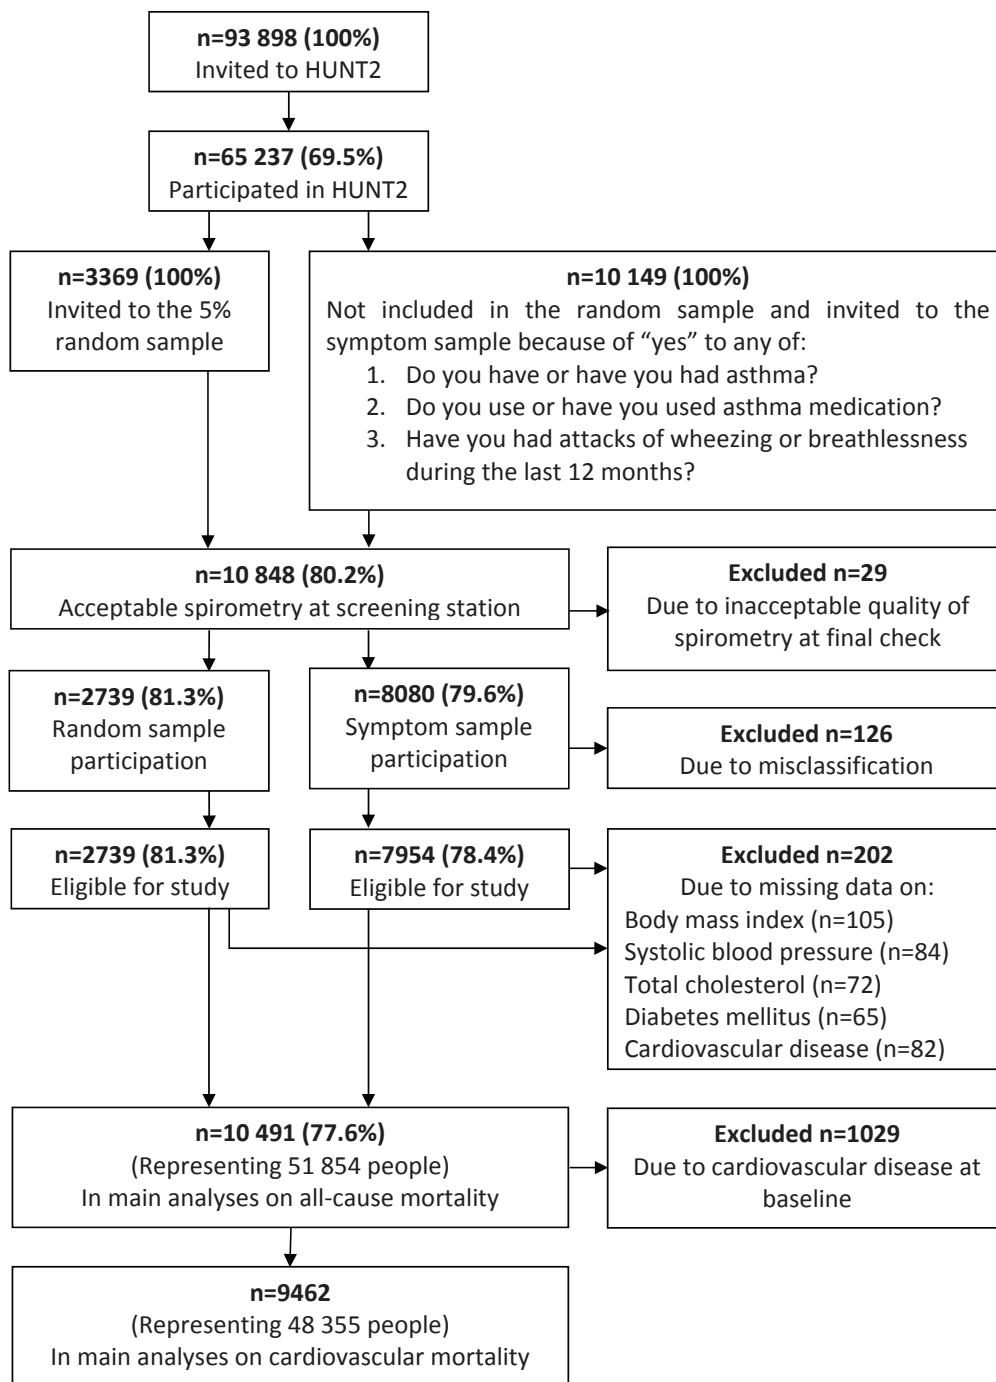 n=93 898 (100%)
Invited to HUNT2
n=65 237 (69.5%)
Participated in HUNT2
n=3369 (100%)
Invited to the 5%
random sample
n=10 149 (100%)
Not included in the random sample and invited to the
symptom sample because of “yes” to any of:
1. Do you have or have you had asthma?
2. Do you use or have you used asthma medication?
3. Have you had attacks of wheezing or breathlessness
during the last 12 months?
n=10 848 (80.2%)
Acceptable spirometry at screening station
Excluded n=29
Due to inacceptable quality of
spirometry at final check
n=2739 (81.3%)
Random sample
participation
n=8080 (79.6%)
Symptom sample
participation
Excluded n=126
Due to misclassification
n=2739 (81.3%)
Eligible for study
n=7954 (78.4%)
Eligible for study
Excluded n=202
Due to missing data on:
Body mass index (n=105)
Systolic blood pressure (n=84)
Total cholesterol (n=72)
Diabetes mellitus (n=65)
Cardiovascular disease (n=82)
n=10 491 (77.6%)
(Representing 51 854 people)
In main analyses on all-cause mortality
Excluded n=1029
Due to cardiovascular disease at
baseline
n=9462
(Representing 48 355 people)
In main analyses on cardiovascular mortality